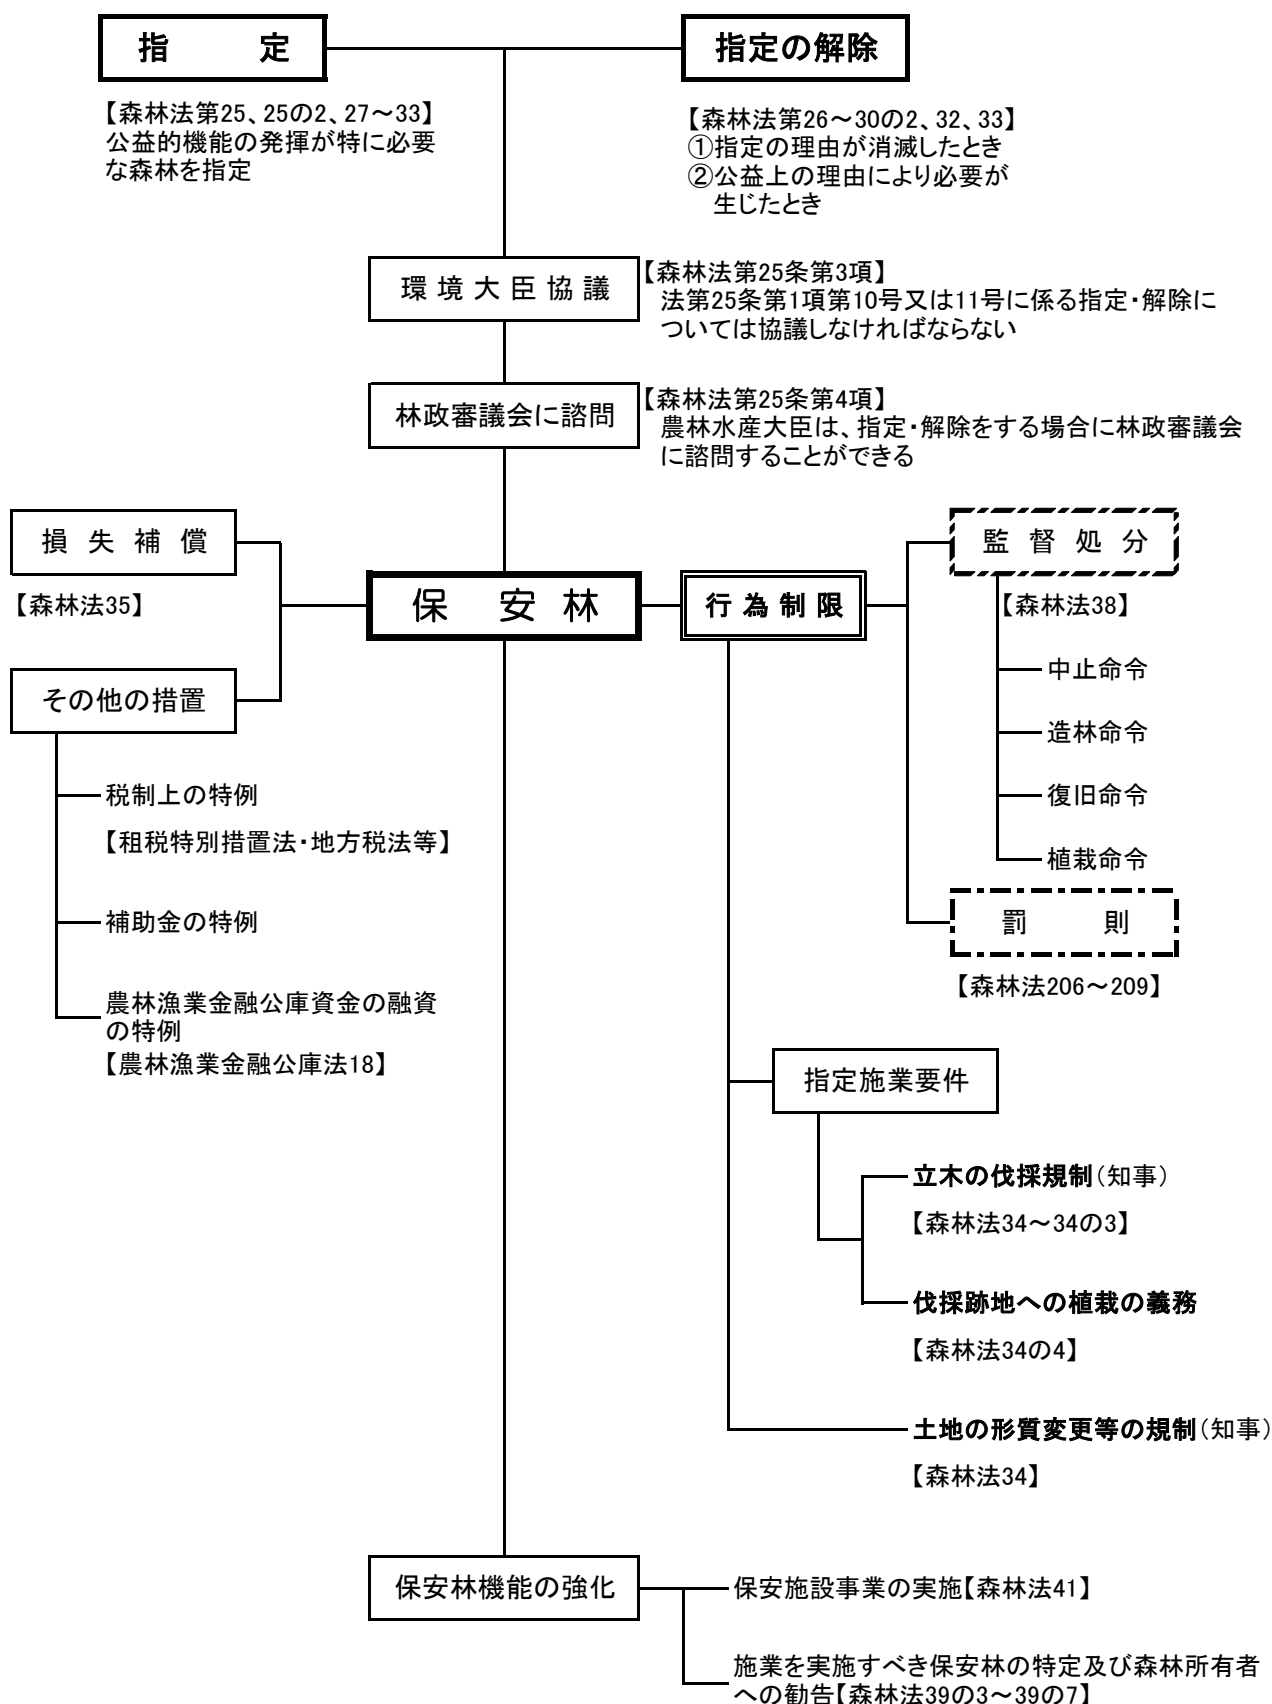 指　定
指定の解除
【森林法第25、25の2、27～33】
公益的機能の発揮が特に必要
な森林を指定
【森林法第26～30の2、32、33】
①指定の理由が消滅したとき
②公益上の理由により必要が
生じたとき
環境大臣協議
【森林法第25条第3項】
法第25条第1項第10号又は11号に係る指定・解除に
ついては協議しなければならない
林政審議会に諮問
【森林法第25条第4項】
農林水産大臣は、指定・解除をする場合に林政審議会
に諮問することができる
損失補償
【森林法35】
保安林
行為制限
監督処分
【森林法38】
中止命令
造林命令
復旧命令
植栽命令
罰　則
【森林法206～209】
その他の措置
税制上の特例
【租税特別措置法・地方税法等】
補助金の特例
農林漁業金融公庫資金の融資
の特例
【農林漁業金融公庫法18】
指定施業要件
立木の伐採規制（知事）
【森林法34～34の3】
伐採跡地への植栽の義務
【森林法34の4】
土地の形質変更等の規制（知事）
【森林法34】
保安林機能の強化
保安施設事業の実施【森林法41】
施業を実施すべき保安林の特定及び森林所有者
への勧告【森林法39の3～39の7】